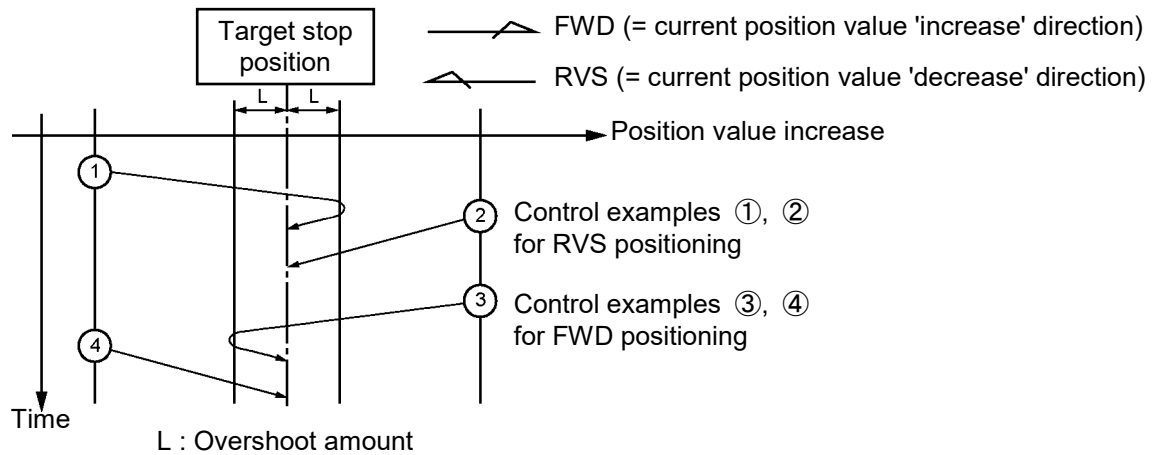 Target stop
position
FWD (= current position value 'increase' direction)
RVS (= current position value 'decrease' direction)
L L
Position value increase
1
2
Control examples ①, ②
for RVS positioning
3
Control examples ③, ④
for FWD positioning
4
Time
L : Overshoot amount